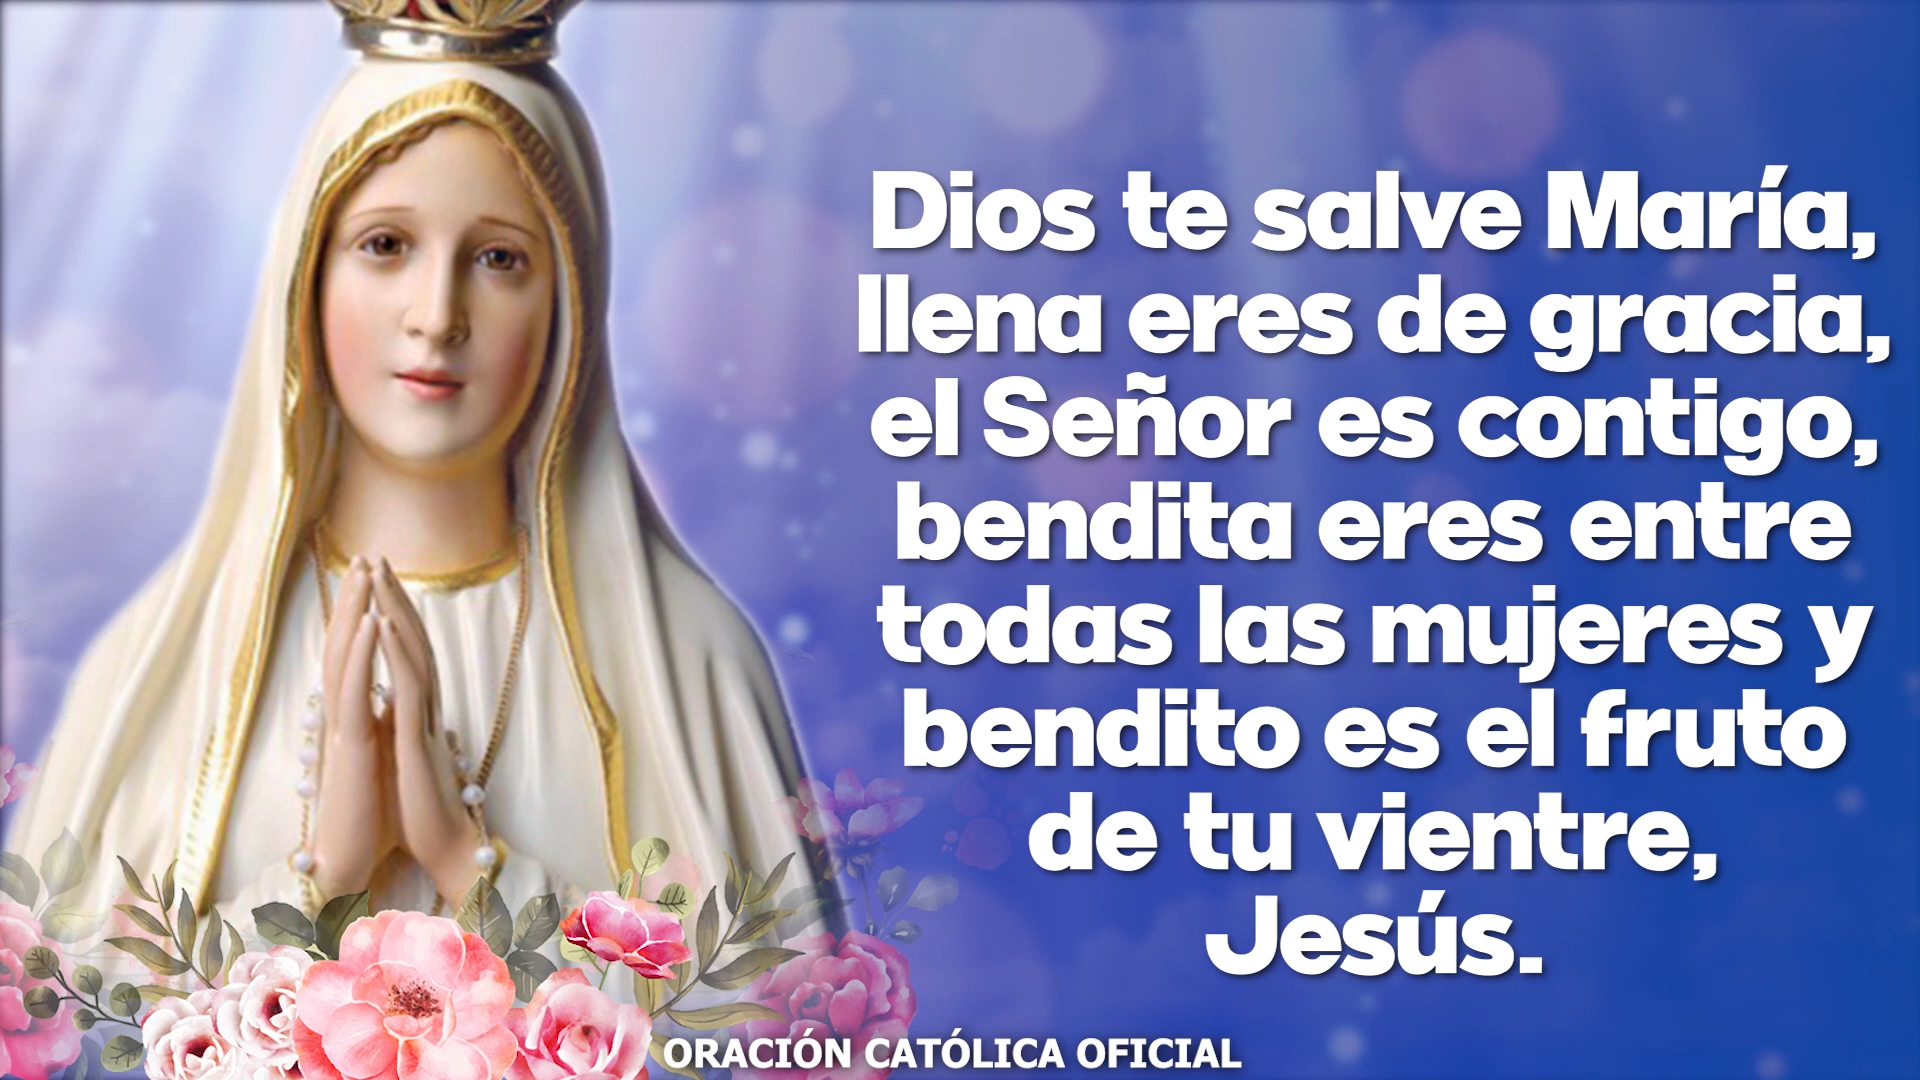 Dios te salve María,
llena eres de gracia,
el Señor es contigo,
bendita eres entre
todas las mujeres y
bendito es el fruto
de tu vientre,
Jesús.
ORACIÓN CATÓLICA OFICIAL